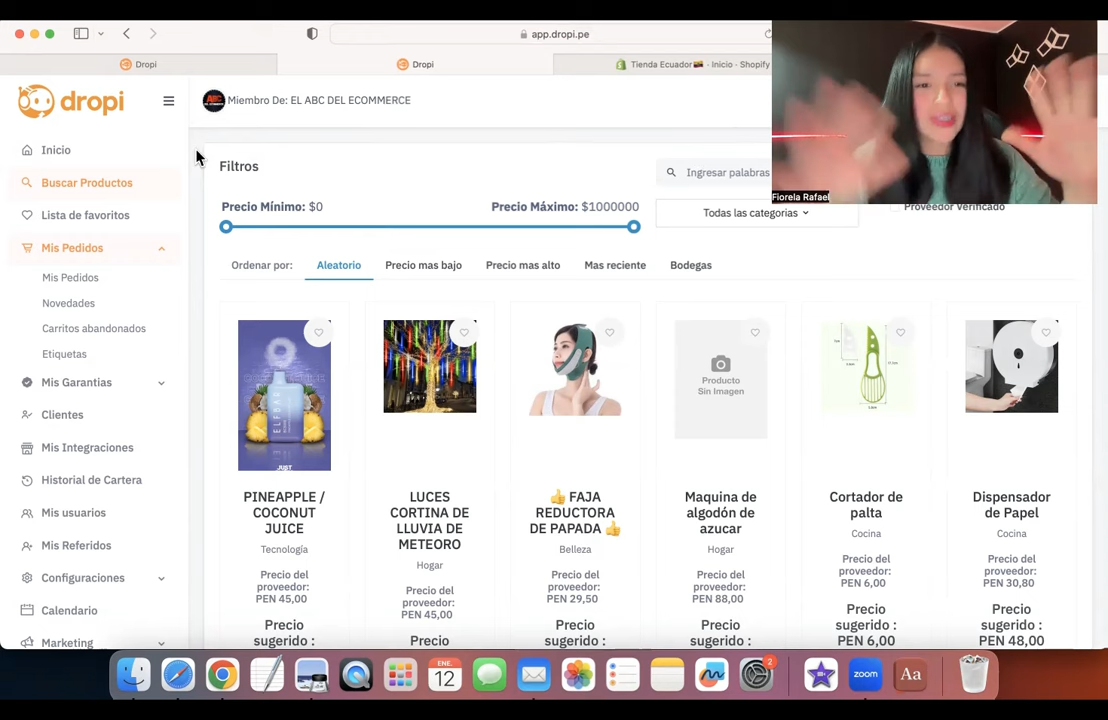 app.dropi.pe
Dropi
Dropi
Tienda Ecuador🇪🇨 · Inicio · Shopify
dropi
Miembro De: EL ABC DEL ECOMMERCE
Fiorela Rafael
Inicio
Buscar Productos
Lista de favoritos
Mis Pedidos
Mis Pedidos
Novedades
Carritos abandonados
Etiquetas
Mis Garantias
Clientes
Mis Integraciones
Historial de Cartera
Mis usuarios
Mis Referidos
Configuraciones
Calendario
Marketing
Filtros
Ingresar palabras
Precio Mínimo: $0
Precio Máximo: $1000000
Todas las categorias
Proveedor Verificado
Ordenar por:
Aleatorio
Precio mas bajo
Precio mas alto
Mas reciente
Bodegas
ELFBAR
JUST
PINEAPPLE /
COCONUT
JUICE
Tecnología
Precio del
proveedor:
PEN 45,00
Precio
sugerido :
LUCES
CORTINA DE
LLUVIA DE
METEORO
Hogar
Precio del
proveedor:
PEN 45,00
Precio
👍 FAJA
REDUCTORA
DE PAPADA 👍
Belleza
Precio del
proveedor:
PEN 29,50
Precio
sugerido :
Producto
Sin Imagen
Maquina de
algodón de
azucar
Hogar
Precio del
proveedor:
PEN 88,00
Precio
sugerido :
Cortador de
palta
Cocina
Precio del
proveedor:
PEN 6,00
Precio
sugerido :
PEN 6,00
Dispensador
de Papel
Cocina
Precio del
proveedor:
PEN 30,80
Precio
sugerido :
PEN 48,00
ENE.
12
2
zoom
Aa